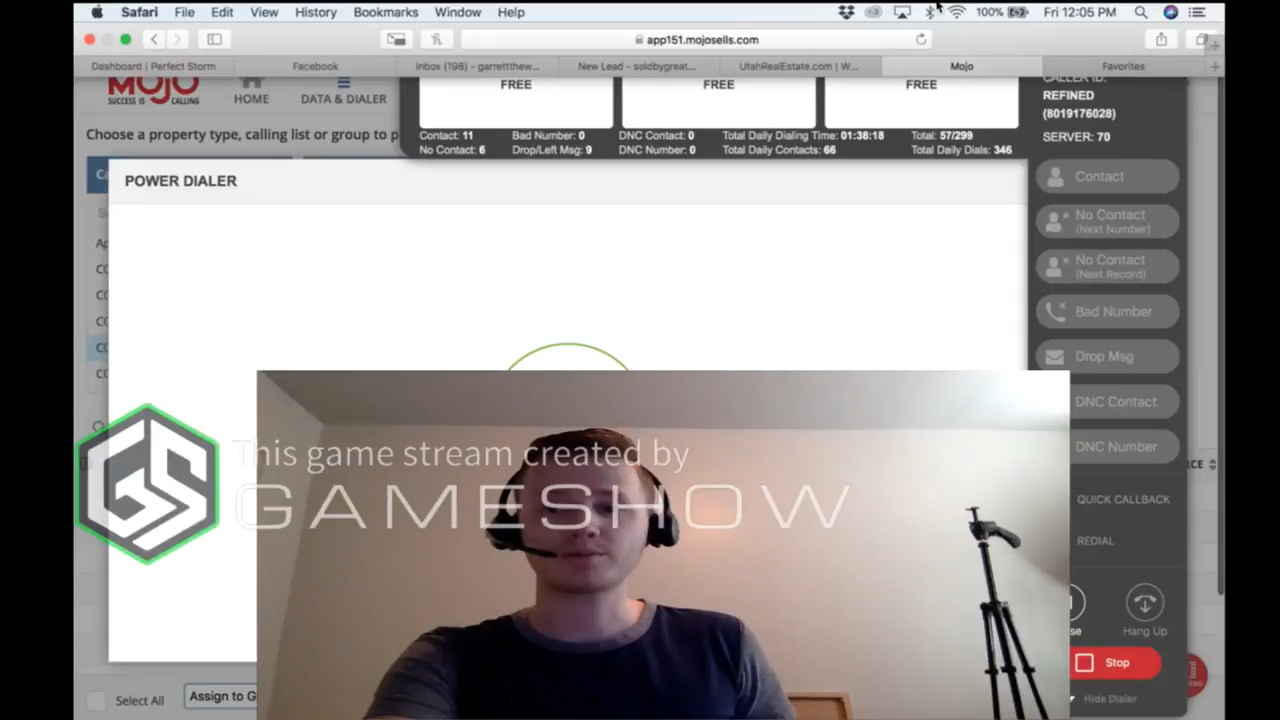 Safari File Edit View History Bookmarks Window Help 100% Fri 12:05 PM
app151.mojosells.com
Dashboard | Perfect Storm Facebook Inbox (198) - garrettthew... New Lead - soldbygreat... UtahRealEstate.com | W... Mojo Favorites
MOJO
SUCCESS IS CALLING
HOME DATA & DIALER
FREE FREE FREE
CALLER ID:
REFINED
(8019176028)
SERVER: 70
Choose a property type, calling list or group to p
Contact: 11 Bad Number: 0 DNC Contact: 0 Total Daily Dialing Time: 01:38:18 Total: 57/299
No Contact: 6 Drop/Left Msg: 9 DNC Number: 0 Total Daily Contacts: 66 Total Daily Dials: 346
POWER DIALER
Contact
No Contact
(Next Number)
No Contact
(Next Record)
Bad Number
Drop Msg
DNC Contact
DNC Number
QUICK CALLBACK
REDIAL
Hang Up
Stop
Hide Dialer
This game stream created by
GAMESHOW
GS
Select All Assign to G